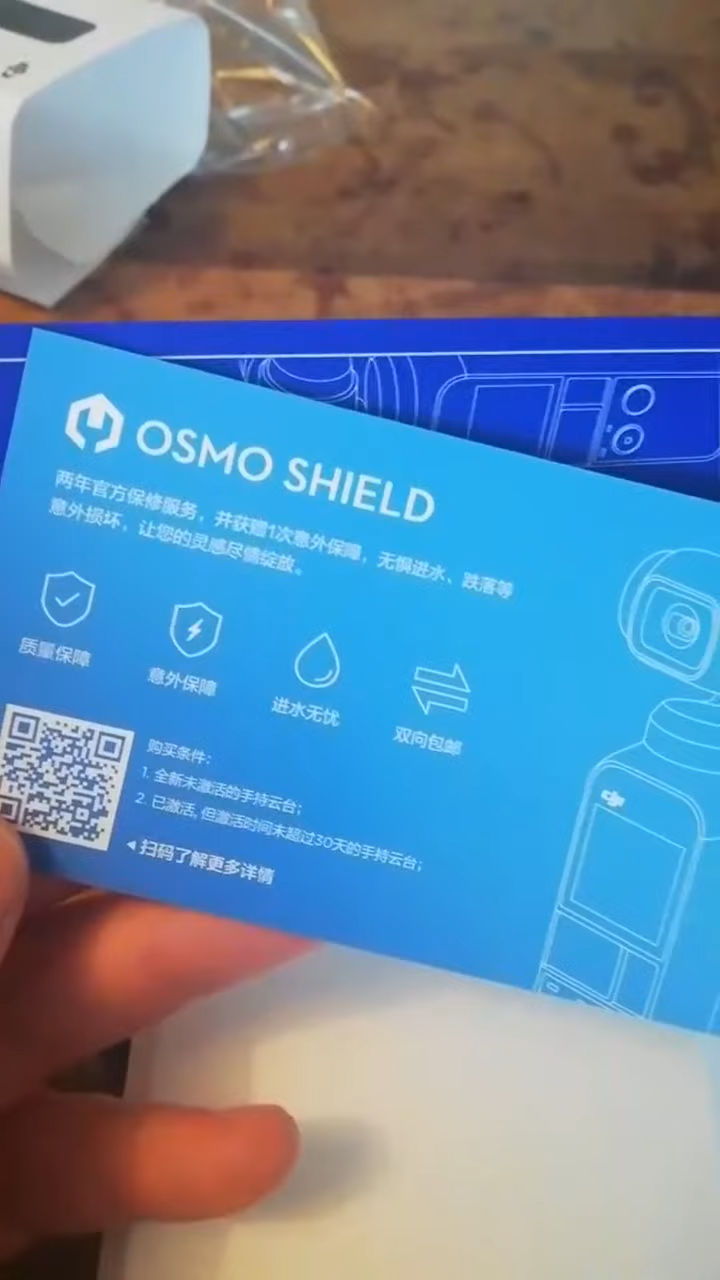 OSMO SHIELD
两年官方保修服务，并获赠1次意外保障，无惧进水、跌落等
意外损坏，让您的灵感尽情绽放。
质量保障
意外保障
进水无忧
双向包邮
购买条件：
1. 全新未激活的手持云台；
2. 已激活, 但激活时间未超过30天的手持云台；
扫码了解更多详情